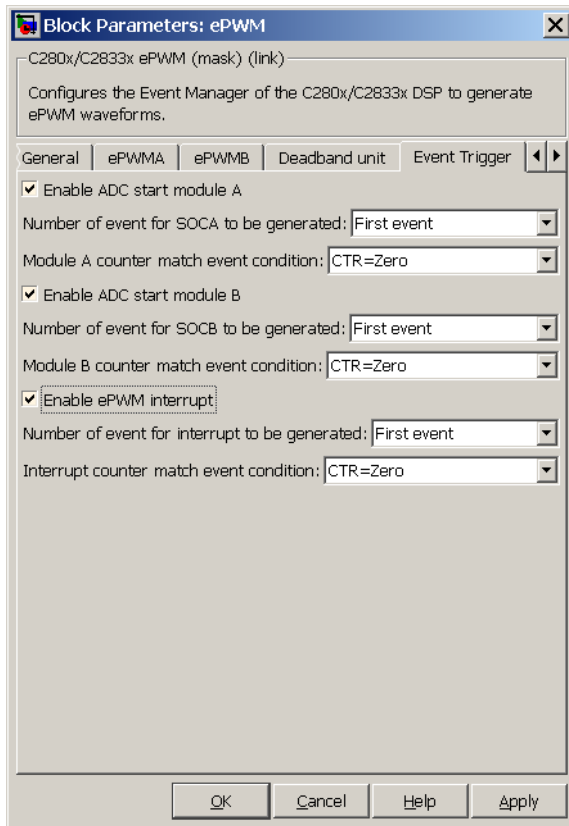 Block Parameters: ePWM
C280x/C2833x ePWM (mask) (link)
Configures the Event Manager of the C280x/C2833x DSP to generate
ePWM waveforms.
General ePWMA ePWMB Deadband unit Event Trigger
Enable ADC start module A
Number of event for SOCA to be generated: First event
Module A counter match event condition: CTR=Zero
Enable ADC start module B
Number of event for SOCB to be generated: First event
Module B counter match event condition: CTR=Zero
Enable ePWM interrupt
Number of event for interrupt to be generated: First event
Interrupt counter match event condition: CTR=Zero
OK Cancel Help Apply